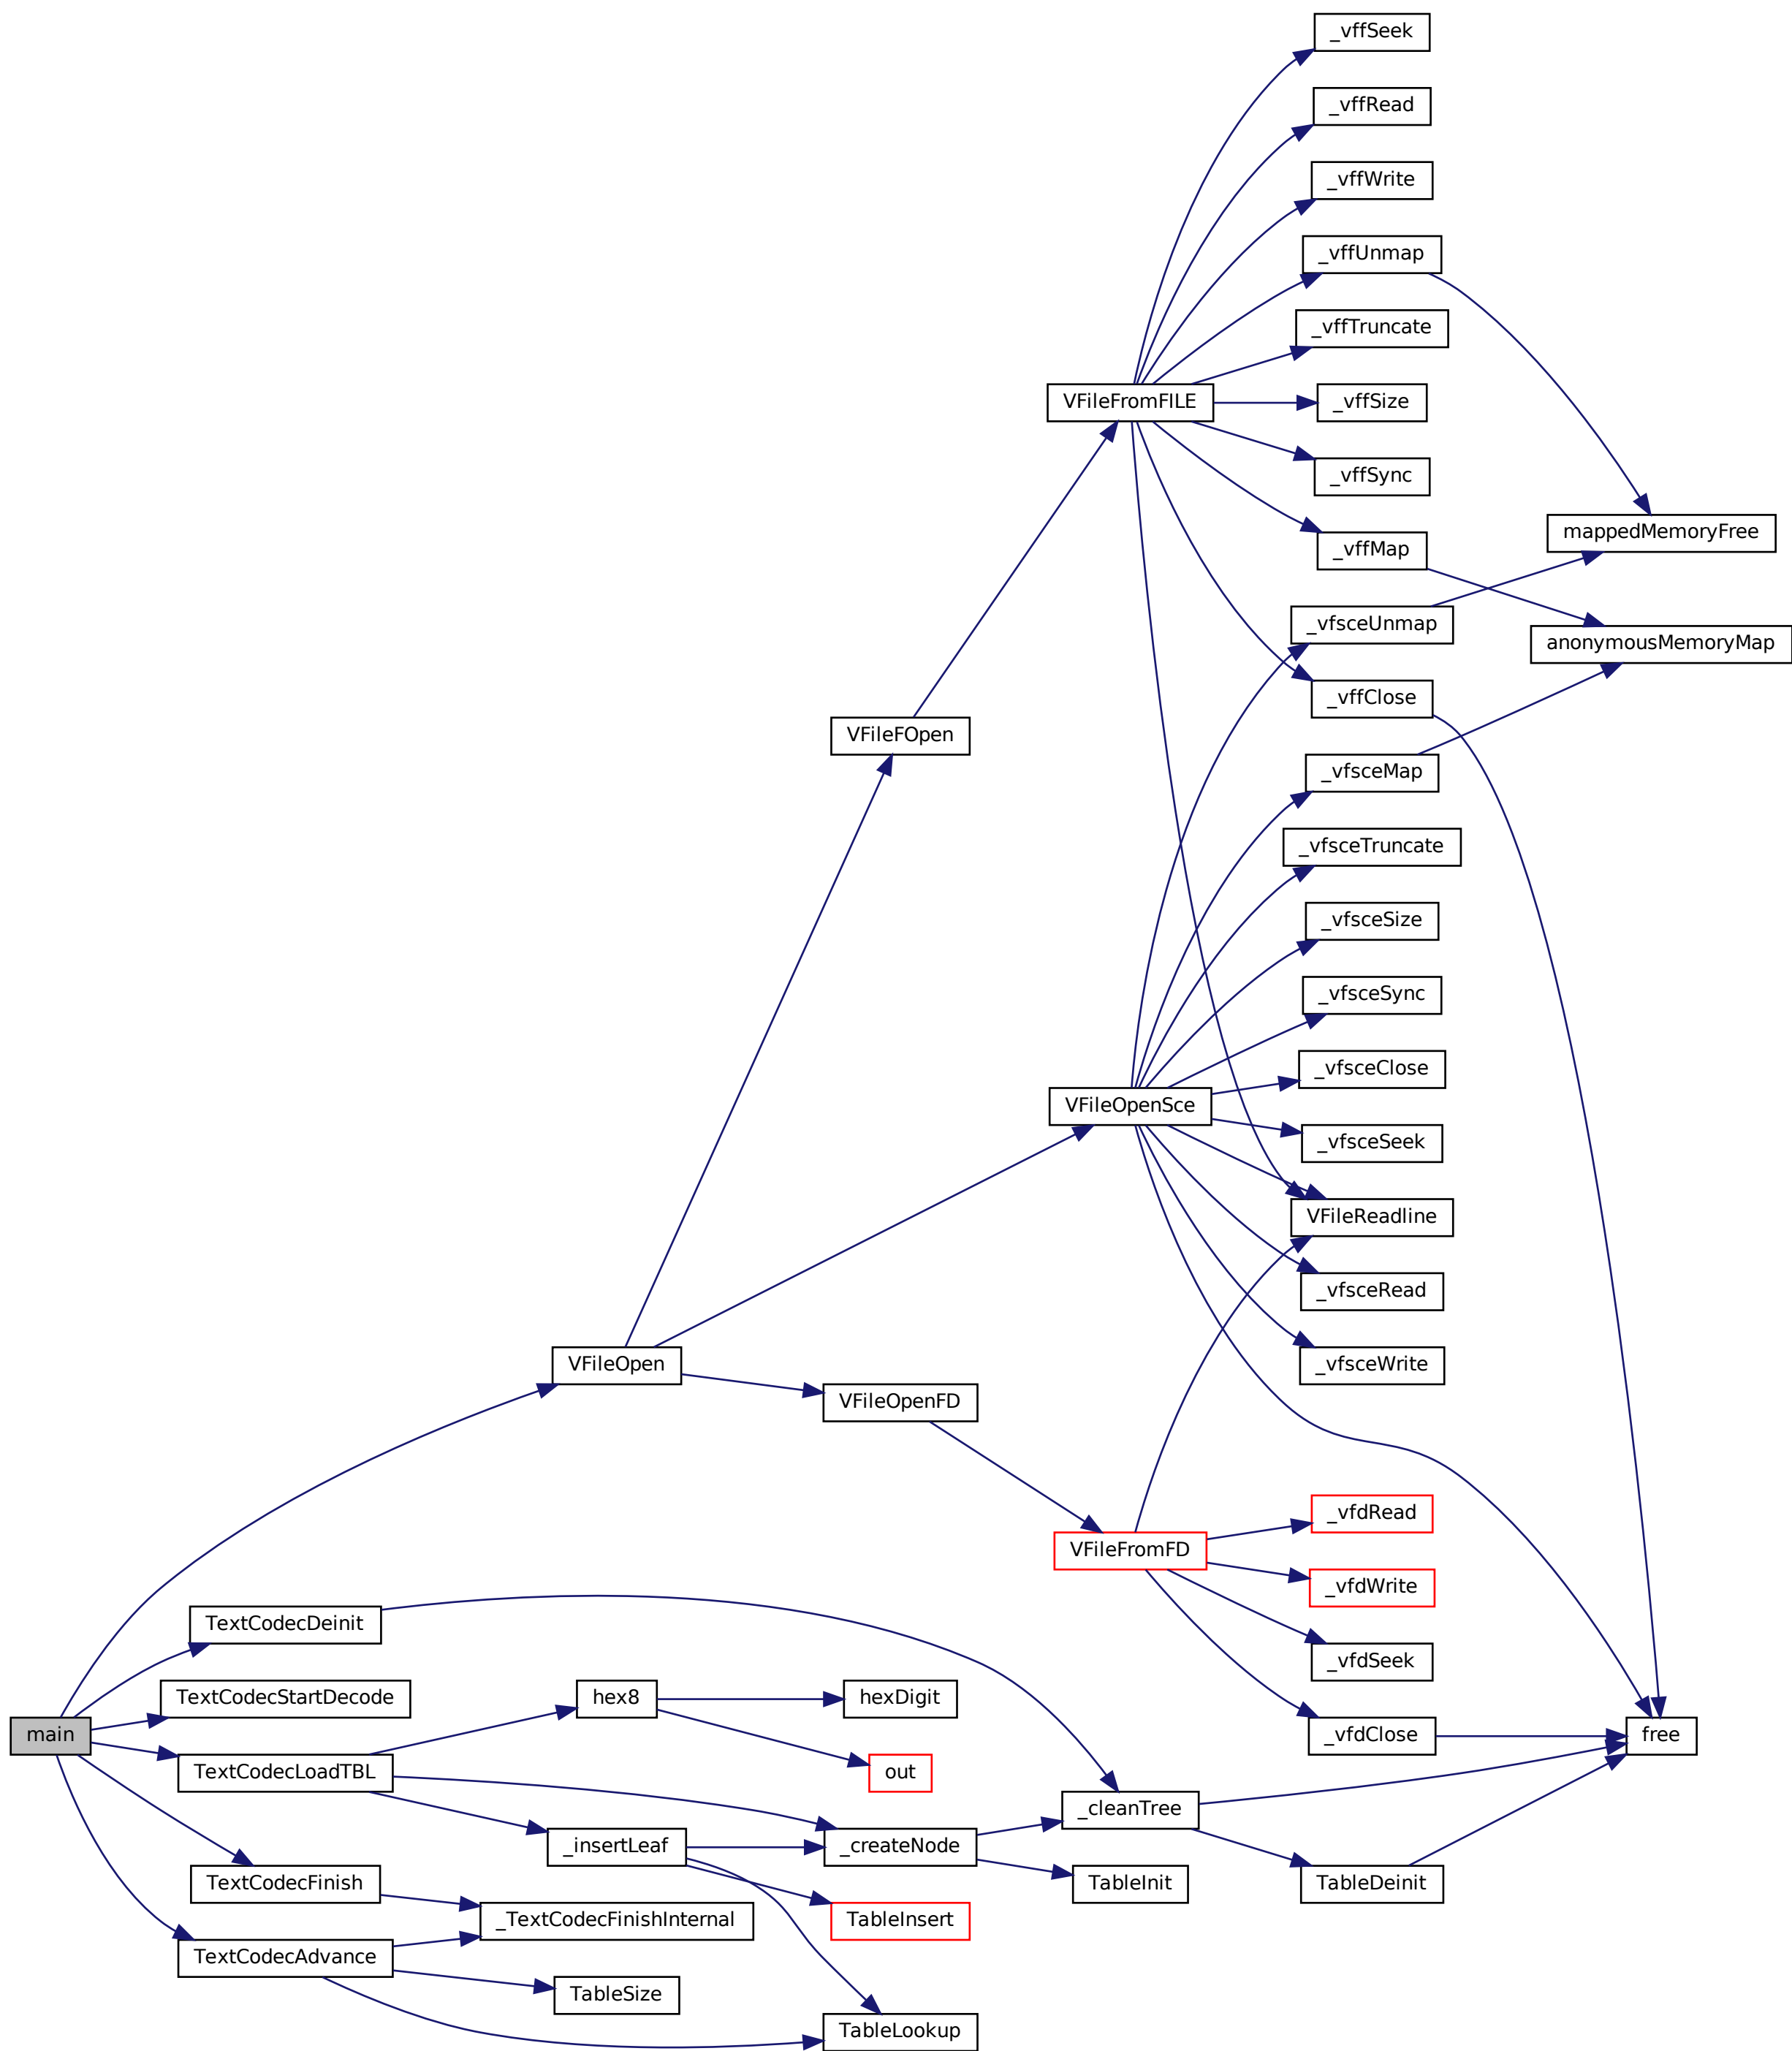 _vffSeek
_vffRead
_vffWrite
_vffUnmap
_vffTruncate
VFileFromFILE
_vffSize
_vffSync
mappedMemoryFree
_vffMap
_vfsceUnmap
anonymousMemoryMap
_vffClose
VFileFOpen
_vfsceMap
_vfsceTruncate
_vfsceSize
_vfsceSync
_vfsceClose
VFileOpenSce
_vfsceSeek
VFileReadline
_vfsceRead
VFileOpen
_vfsceWrite
VFileOpenFD
_vfdRead
VFileFromFD
_vfdWrite
TextCodecDeinit
_vfdSeek
TextCodecStartDecode
hex8
hexDigit
main
_vfdClose
free
TextCodecLoadTBL
out
_cleanTree
_insertLeaf
_createNode
TextCodecFinish
TableInit
TableDeinit
_TextCodecFinishInternal
TableInsert
TextCodecAdvance
TableSize
TableLookup